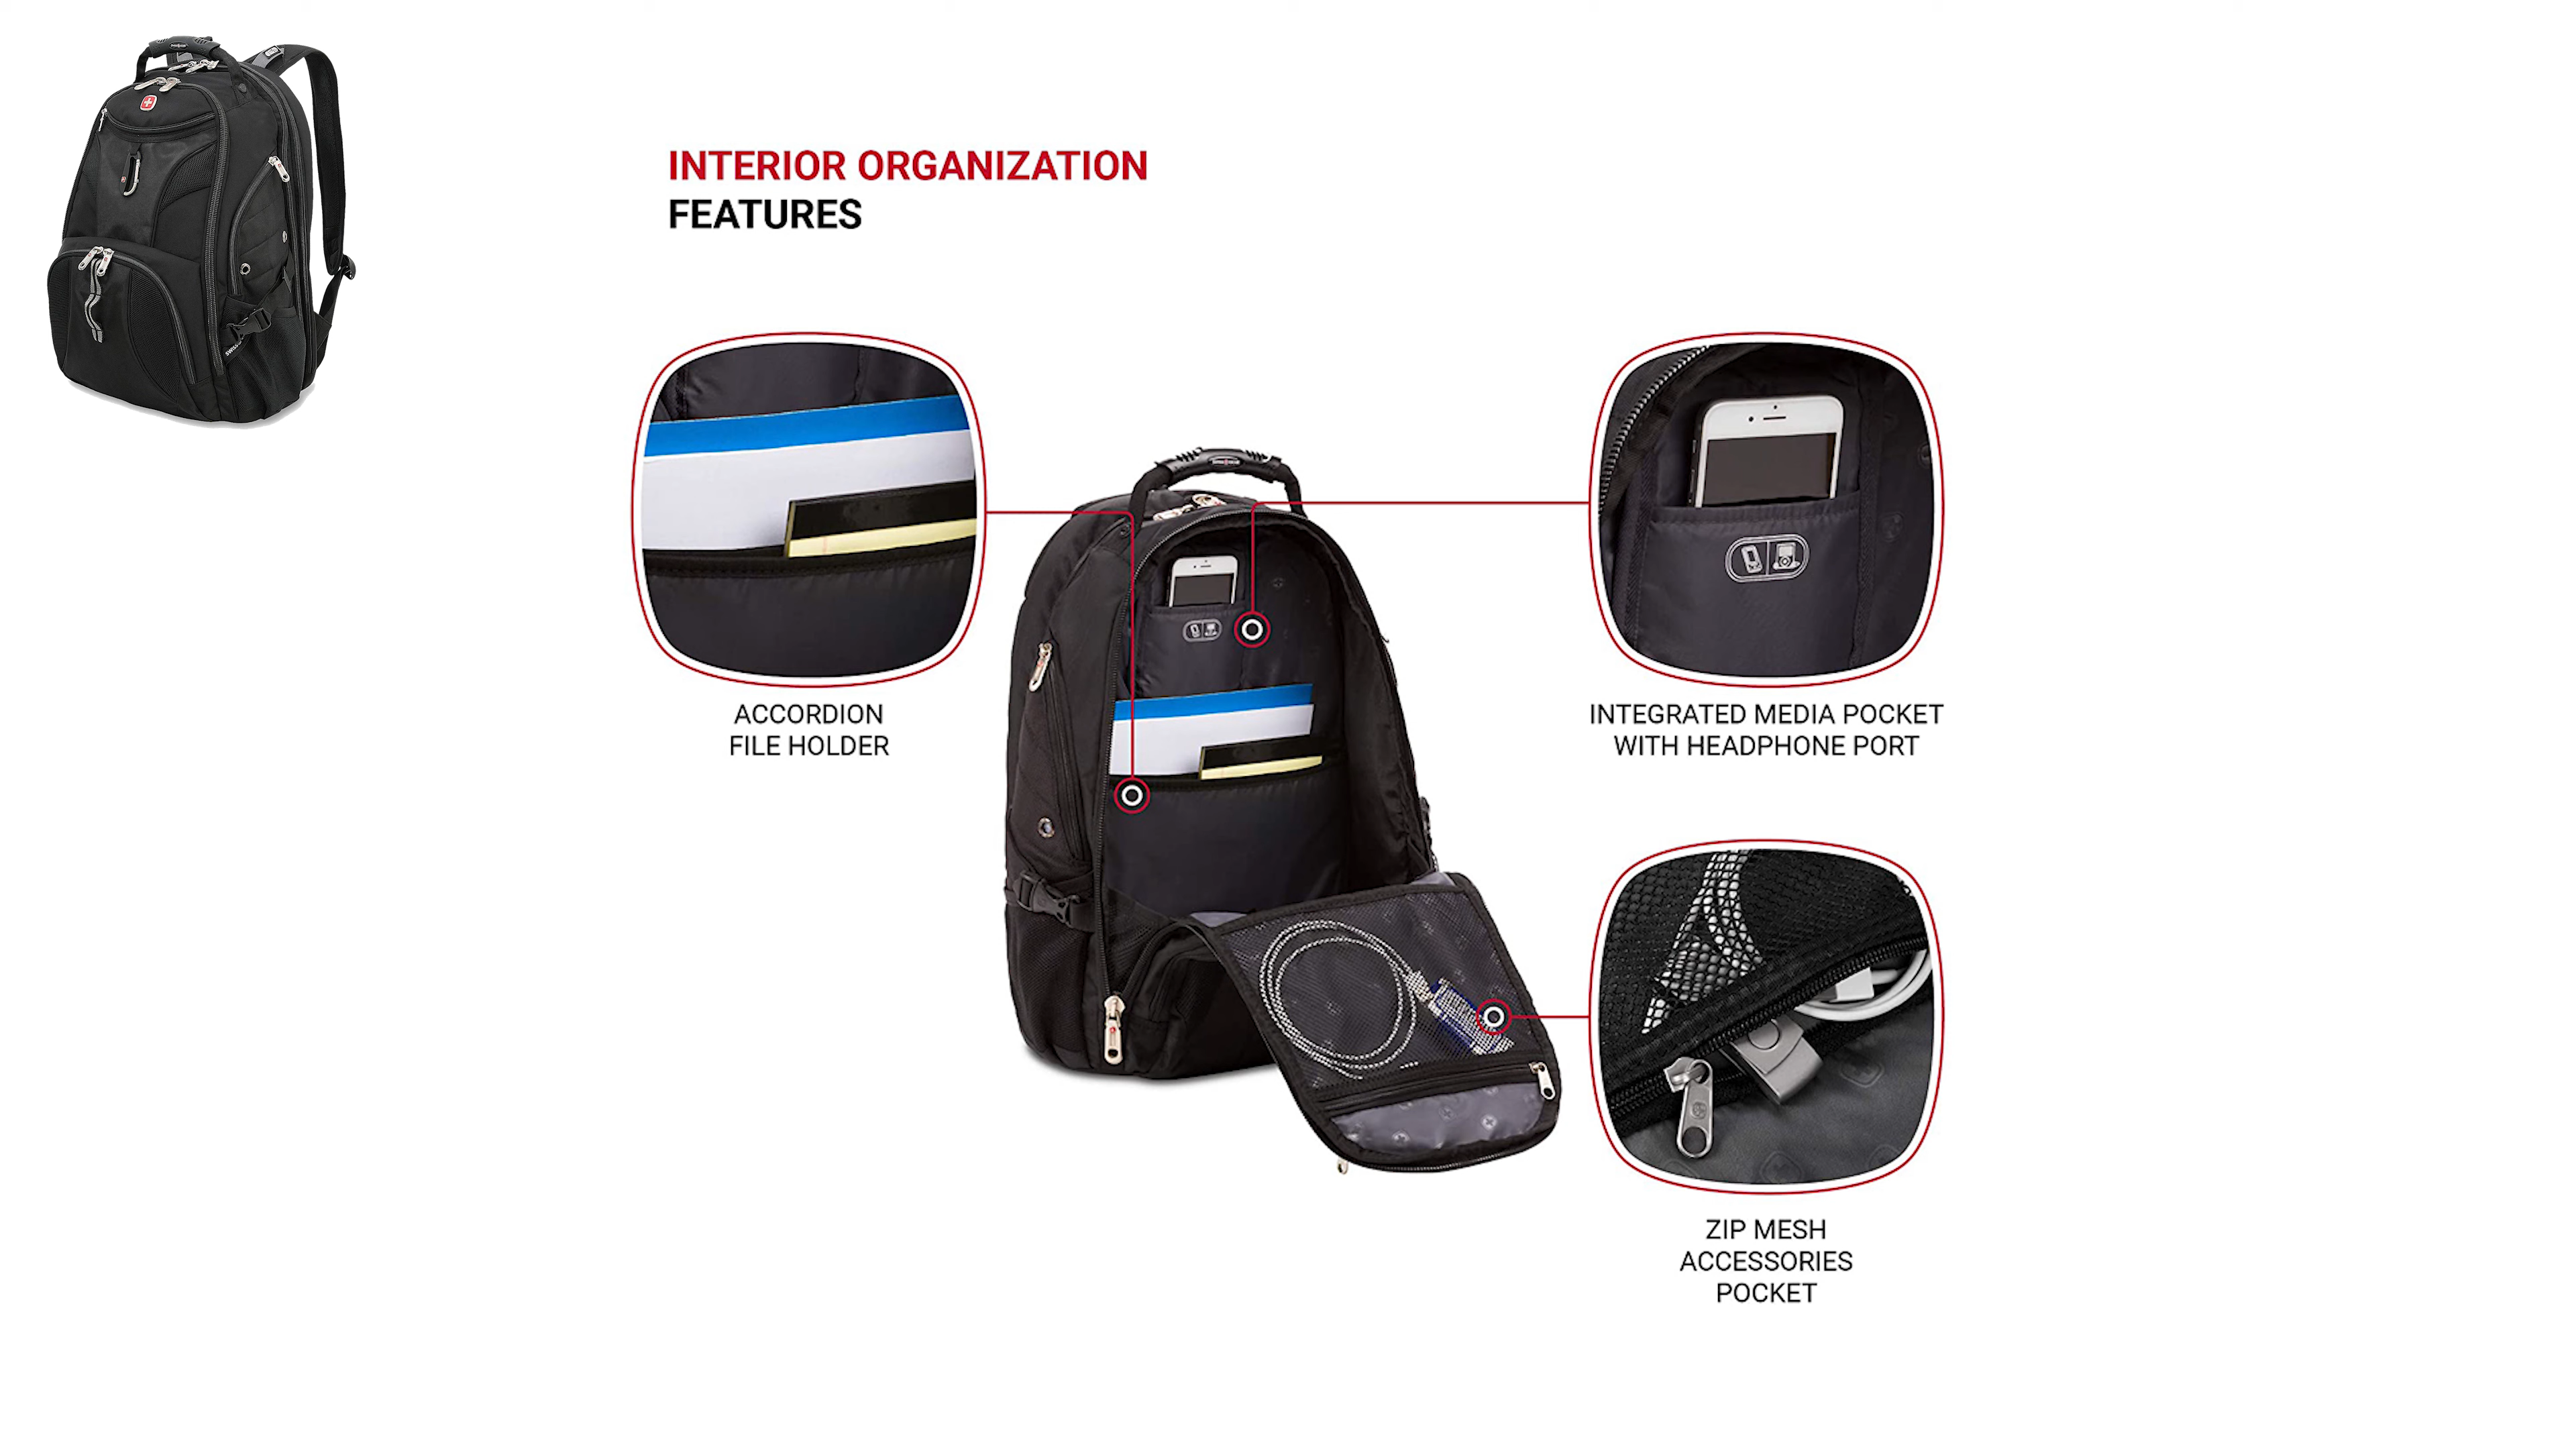 INTERIOR ORGANIZATION
FEATURES
ACCORDION
FILE HOLDER
INTEGRATED MEDIA POCKET
WITH HEADPHONE PORT
ZIP MESH
ACCESSORIES
POCKET